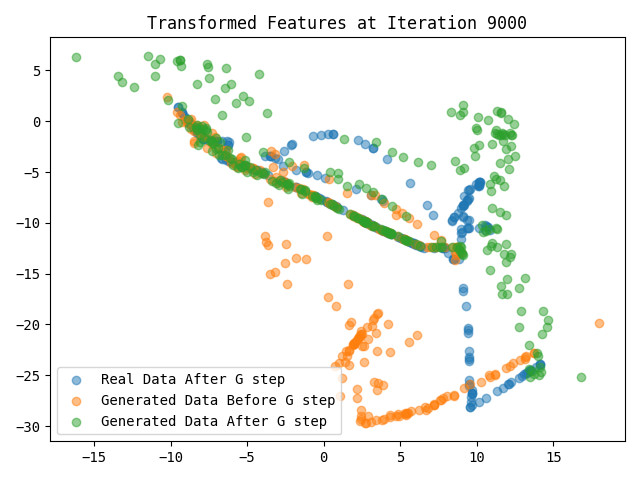 Transformed Features at Iteration 9000
5
0
−5
−10
−15
−20
−25
−30
Real Data After G step
Generated Data Before G step
Generated Data After G step
−15 −10 −5 0 5 10 15